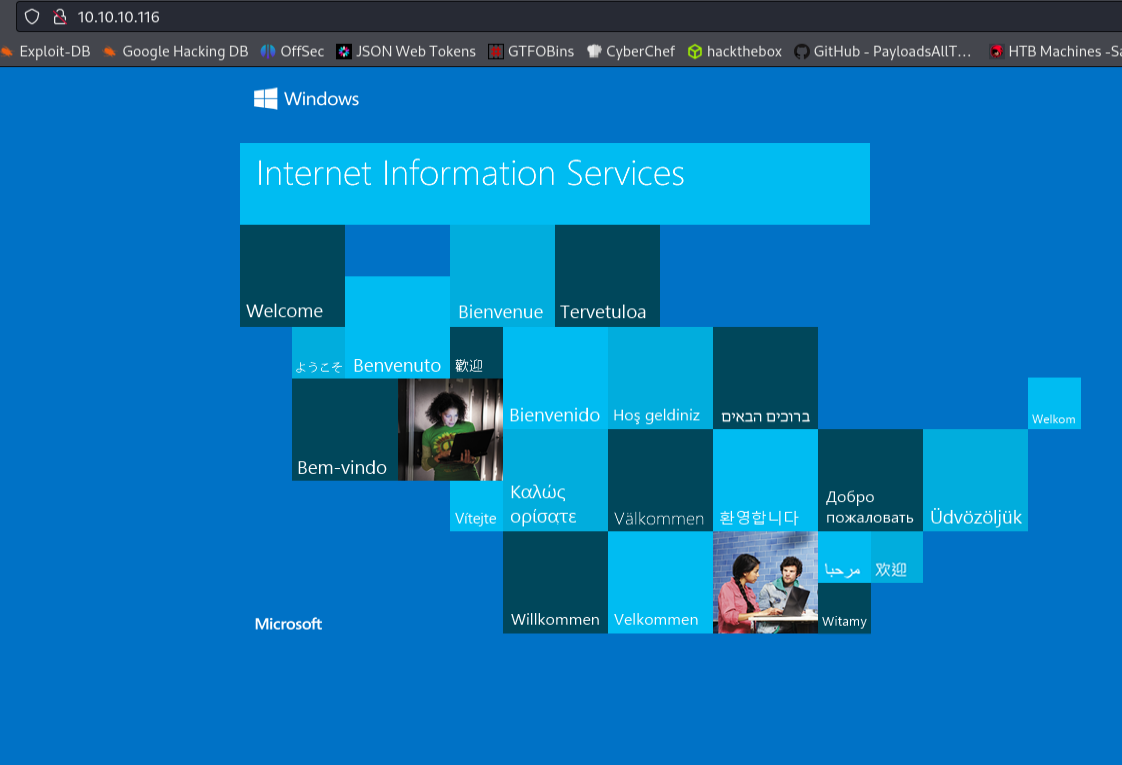 10.10.10.116
Exploit-DB Google Hacking DB OffSec JSON Web Tokens GTFOBins CyberChef hackthebox GitHub - PayloadsAllT… HTB Machines -Sa
Windows
Internet Information Services
Welcome
Bienvenue
Tervetuloa
ようこそ
Benvenuto
歡迎
Bienvenido
Hoş geldiniz
ברוכים הבאים
Welkom
Bem-vindo
Vítejte
Καλώς
ορίσατε
Välkommen
환영합니다
Добро
пожаловать
Üdvözöljük
مرحبا
欢迎
Willkommen
Velkommen
Witamy
Microsoft